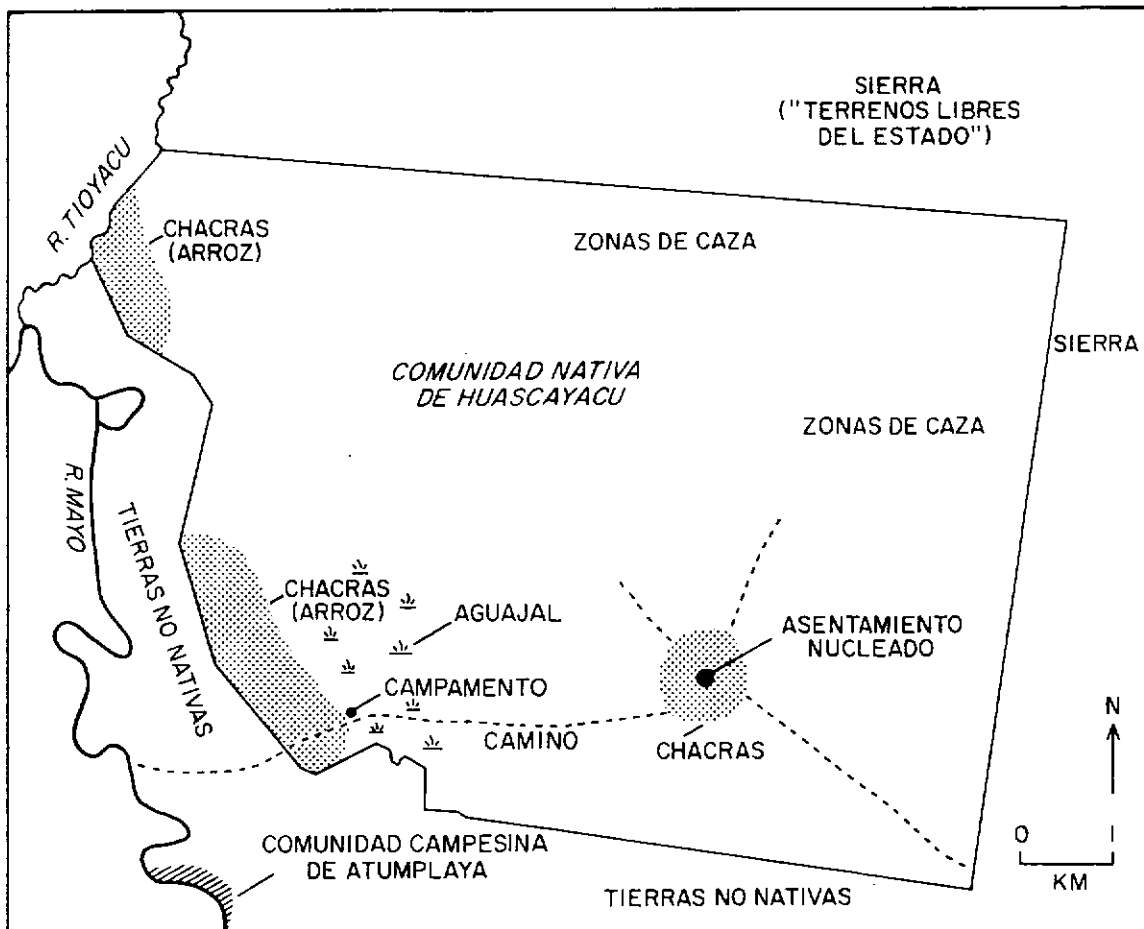 SIERRA
("TERRENOS LIBRES
DEL ESTADO")
R. TIOYACU
CHACRAS
(ARROZ)
ZONAS DE CAZA
SIERRA
COMUNIDAD NATIVA
DE HUASCAYACU
ZONAS DE CAZA
R. MAYO
TIERRAS NO NATIVAS
CHACRAS
(ARROZ)
AGUAJAL
ASENTAMIENTO
NUCLEADO
CAMPAMENTO
CAMINO
CHACRAS
N
0 1
KM
COMUNIDAD CAMPESINA
DE ATUMPLAYA
TIERRAS NO NATIVAS